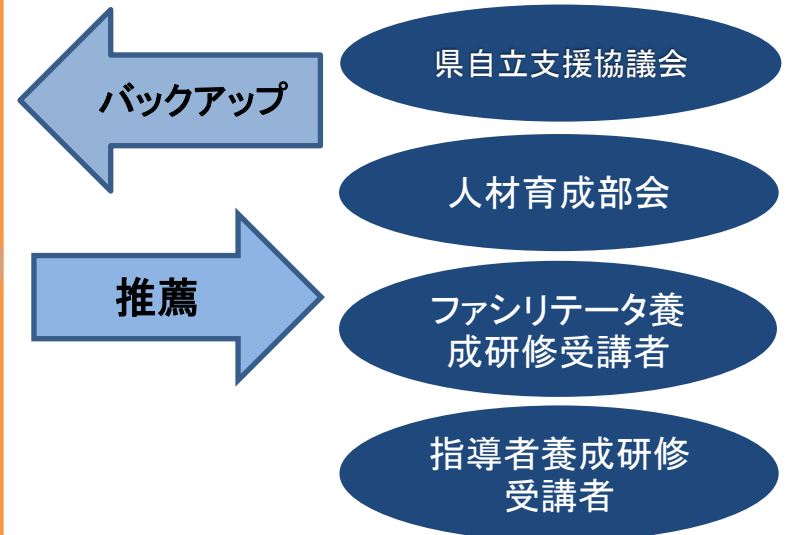 バックアップ
推薦
県自立支援協議会
人材育成部会
ファシリテータ養
成研修受講者
指導者養成研修
受講者